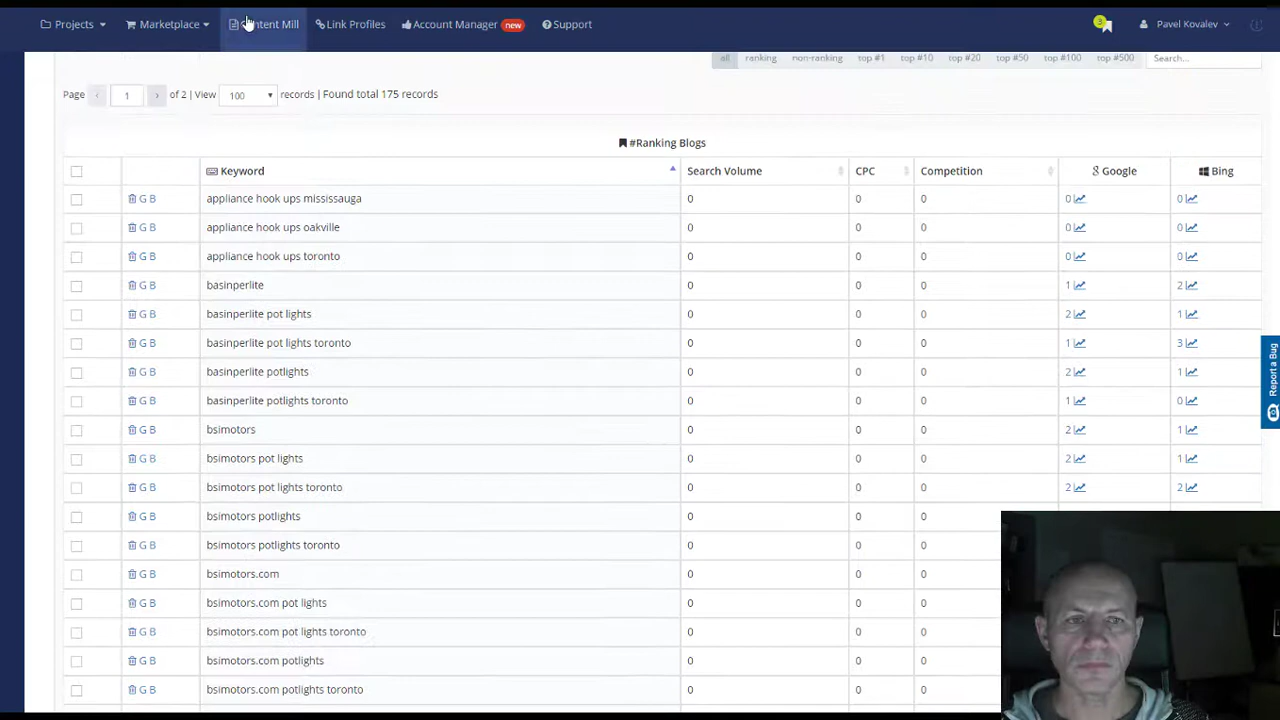 Projects Marketplace Content Mill Link Profiles Account Manager new Support 3 Pavel Kovalev
all ranking non-ranking top #1 top #10 top #20 top #50 top #100 top #500 Search...
Page 1 of 2 | View 100 records | Found total 175 records
#Ranking Blogs
Keyword Search Volume CPC Competition Google Bing
G B appliance hook ups mississauga 0 0 0 0 0
G B appliance hook ups oakville 0 0 0 0 0
G B appliance hook ups toronto 0 0 0 0 0
G B basinperlite 0 0 0 1 2
G B basinperlite pot lights 0 0 0 2 1
G B basinperlite pot lights toronto 0 0 0 1 3
G B basinperlite potlights 0 0 0 2 1
G B basinperlite potlights toronto 0 0 0 1 0
G B bsimotors 0 0 0 2 1
G B bsimotors pot lights 0 0 0 2 1
G B bsimotors pot lights toronto 0 0 0 2 2
G B bsimotors potlights 0 0 0
G B bsimotors potlights toronto 0 0 0
G B bsimotors.com 0 0 0
G B bsimotors.com pot lights 0 0 0
G B bsimotors.com pot lights toronto 0 0 0
G B bsimotors.com potlights 0 0 0
G B bsimotors.com potlights toronto 0 0 0
Report a Bug